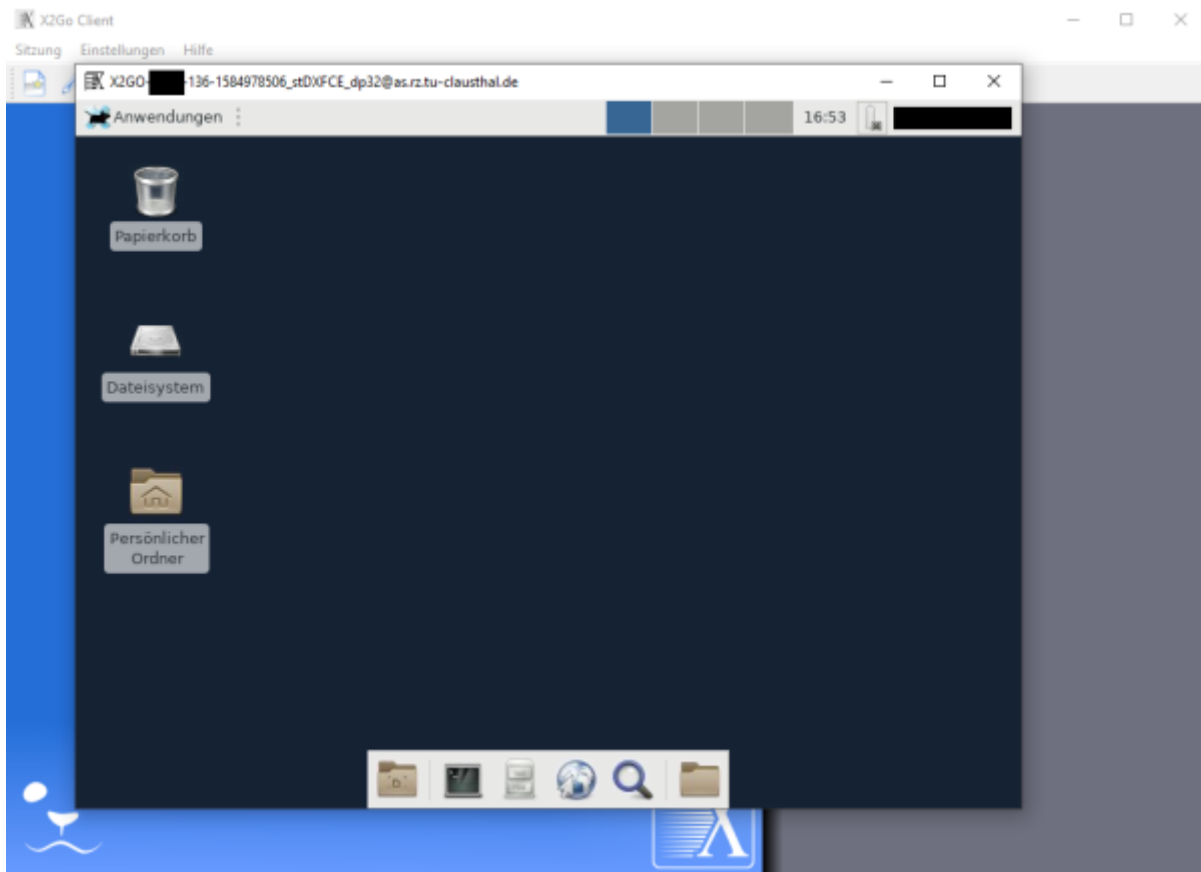 X2Go Client
Sitzung Einstellungen Hilfe
X2GO- -136-1584978506_stDXFCE_dp32@as.rz.tu-clausthal.de
Anwendungen 16:53
Papierkorb
Dateisystem
Persönlicher
Ordner